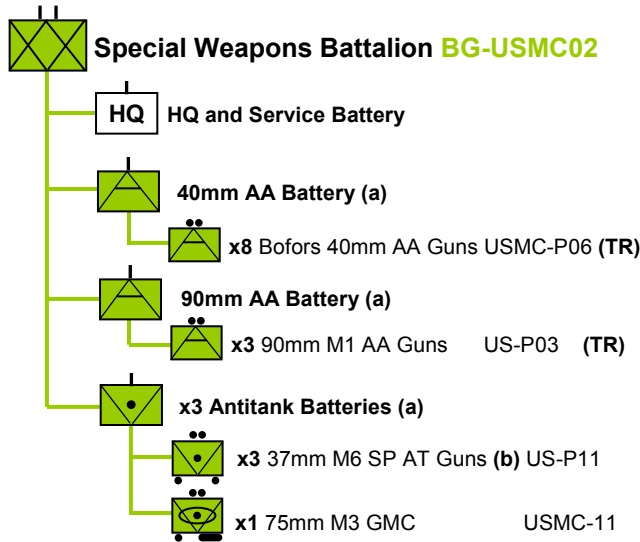 Special Weapons Battalion BG-USMC02
HQ HQ and Service Battery
40mm AA Battery (a)
x8 Bofors 40mm AA Guns USMC-P06 (TR)
90mm AA Battery (a)
x3 90mm M1 AA Guns US-P03 (TR)
x3 Antitank Batteries (a)
x3 37mm M6 SP AT Guns (b) US-P11
x1 75mm M3 GMC USMC-11